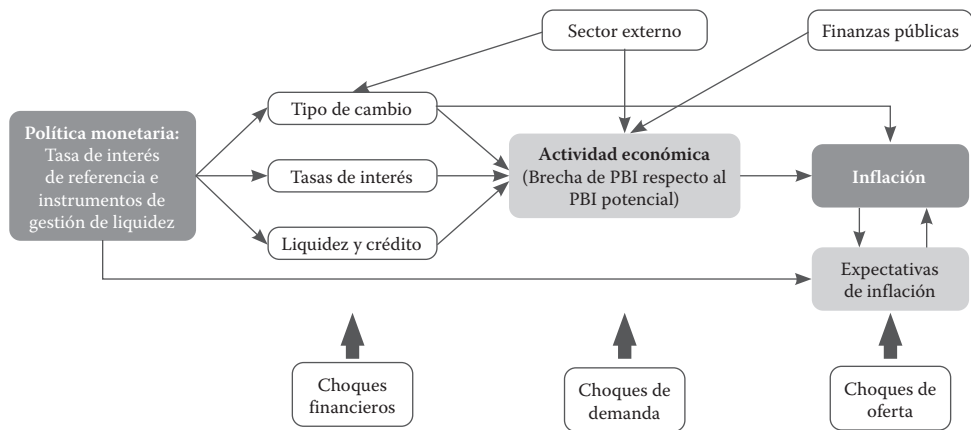 Sector externo
Finanzas públicas
Tipo de cambio
Política monetaria:
Tasa de interés
de referencia e
instrumentos de
gestión de liquidez
Tasas de interés
Liquidez y crédito
Actividad económica
(Brecha de PBI respecto al
PBI potencial)
Inflación
Expectativas
de inflación
Choques
financieros
Choques de
demanda
Choques de
oferta